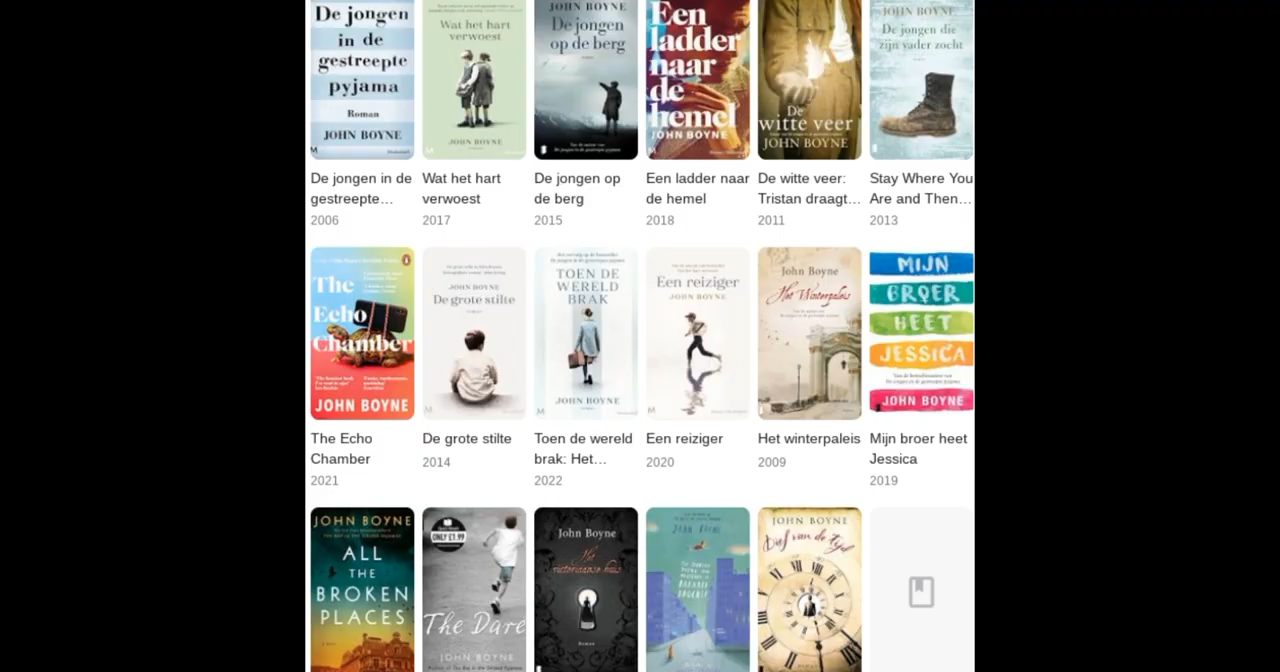 De jongen
in de
gestreepte
pyjama
Roman
JOHN BOYNE
Wat het hart
verwoest
JOHN BOYNE
JOHN BOYNE
De jongen
op de berg
Een
ladder
naar
de
hemel
JOHN BOYNE
De
witte veer
JOHN BOYNE
JOHN BOYNE
De jongen die
zijn vader zocht
De jongen in de
gestreepte...
2006
Wat het hart
verwoest
2017
De jongen op
de berg
2015
Een ladder naar
de hemel
2018
De witte veer:
Tristan draagt...
2011
Stay Where You
Are and Then...
2013
The
Echo
Chamber
JOHN BOYNE
JOHN BOYNE
De grote stilte
TOEN DE
WERELD
BRAK
JOHN BOYNE
Een reiziger
JOHN BOYNE
John Boyne
Het Winterpaleis
MIJN
BROER
HEET
JESSICA
JOHN BOYNE
The Echo
Chamber
2021
De grote stilte
2014
Toen de wereld
brak: Het...
2022
Een reiziger
2020
Het winterpaleis
2009
Mijn broer heet
Jessica
2019
JOHN BOYNE
ALL
THE
BROKEN
PLACES
ONLY £1.99
The Dare
JOHN BOYNE
John Boyne
Het
victoriaanse huis
Roman
JOHN BOYNE
JOHN BOYNE
Dief van de tijd